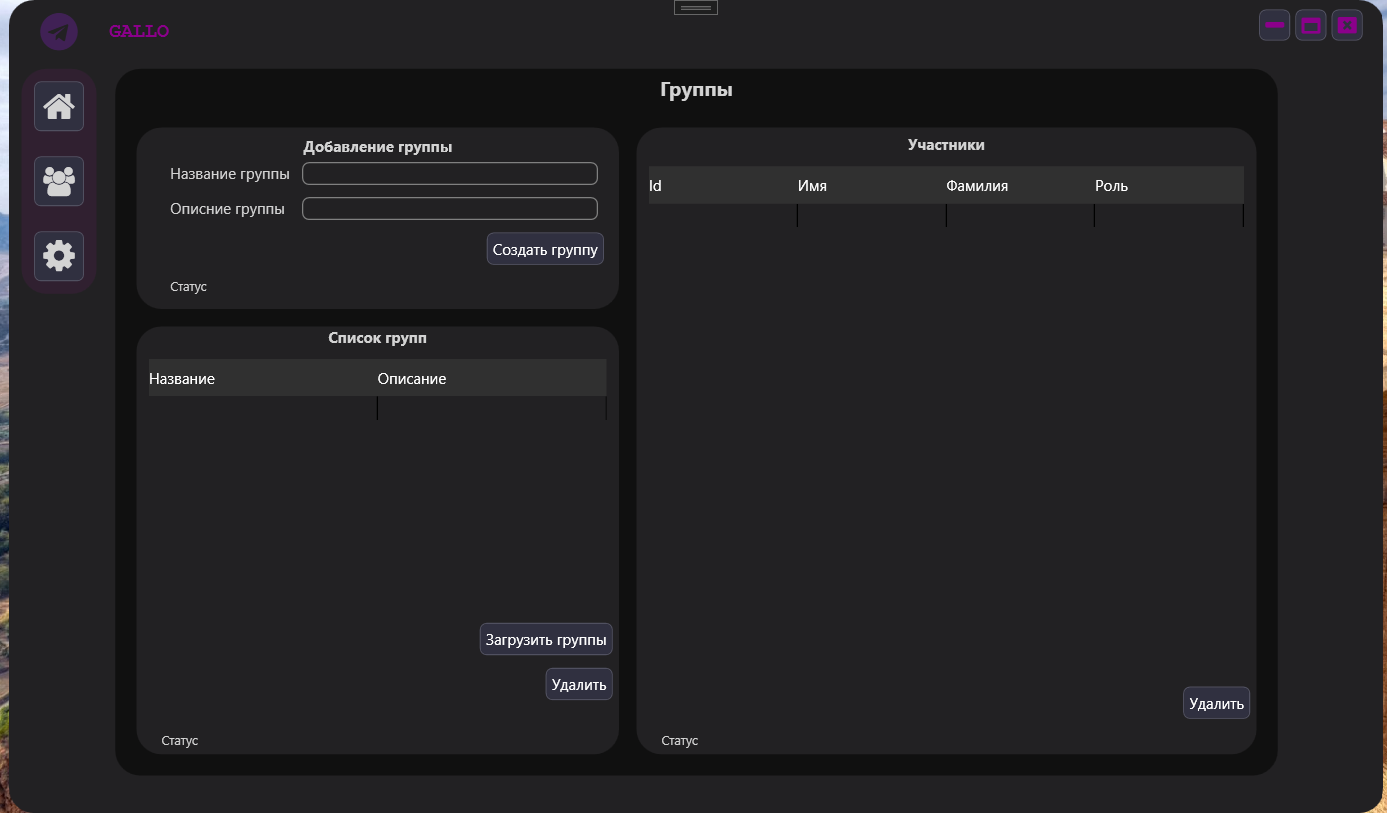 GALLO
Группы
Добавление группы
Название группы
Описние группы
Создать группу
Статус
Список групп
Название Описание
Загрузить группы
Удалить
Статус
Участники
Id Имя Фамилия Роль
Удалить
Статус